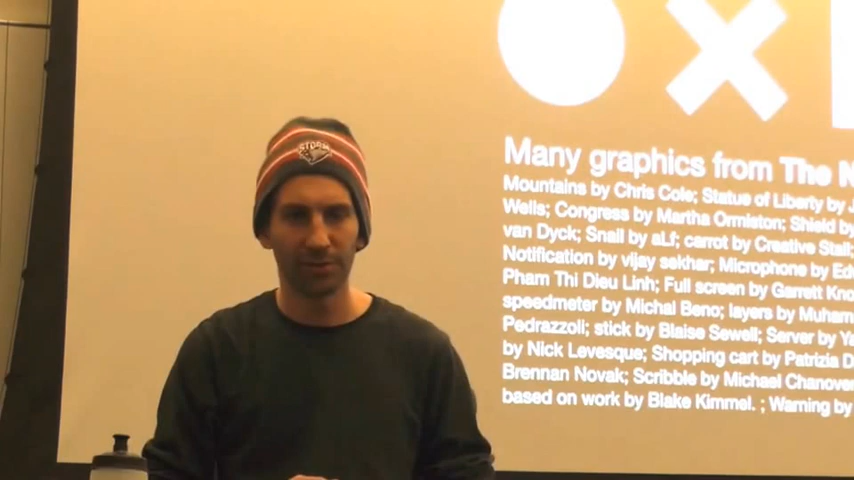 STORM
Many graphics from The
Mountains by Chris Cole; Statue of Liberty by
Wells; Congress by Martha Ormiston; Shield by
van Dyck; Snail by aLf; carrot by Creative Stall;
Notification by vijay sekhar; Microphone by
Pham Thi Dieu Linh; Full screen by Garrett
speedmeter by Michal Beno; layers by
Pedrazzoli; stick by Blaise Sewell; Server by
by Nick Levesque; Shopping cart by Patrizia
Brennan Novak; Scribble by Michael
based on work by Blake Kimmel. ; Warning by